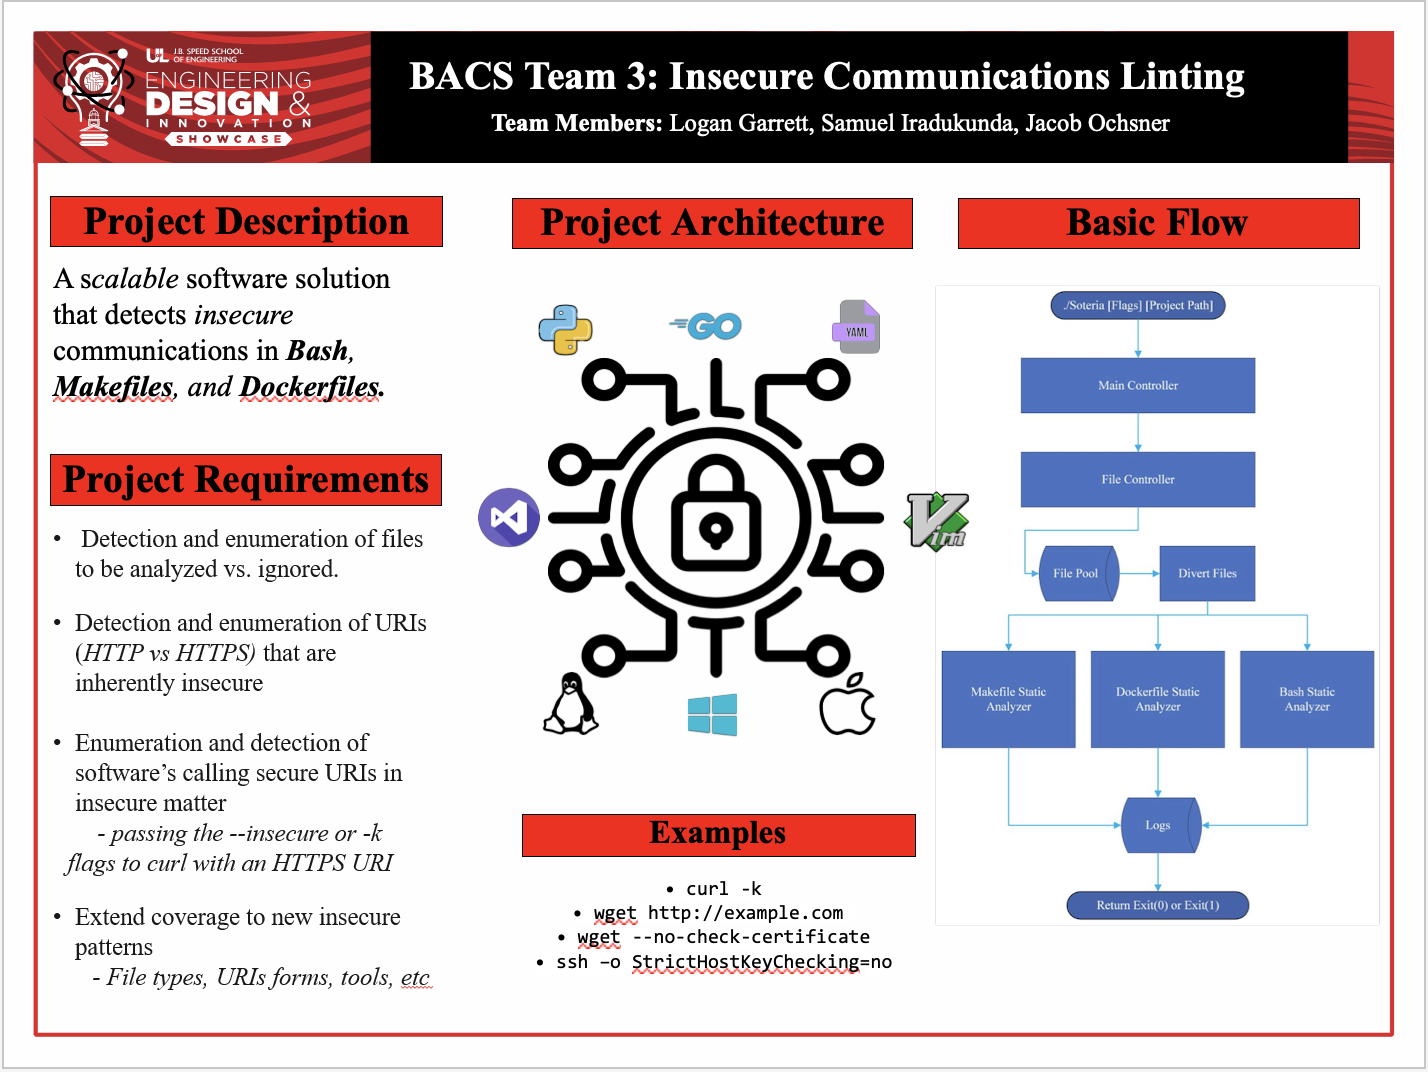 UL J.B. SPEED SCHOOL
OF ENGINEERING
ENGINEERING
DESIGN &
INNOVATION
SHOWCASE
BACS Team 3: Insecure Communications Linting
Team Members: Logan Garrett, Samuel Iradukunda, Jacob Ochsner
Project Description
A scalable software solution
that detects insecure
communications in Bash,
Makefiles, and Dockerfiles.
Project Requirements
• Detection and enumeration of files
to be analyzed vs. ignored.
• Detection and enumeration of URIs
(HTTP vs HTTPS) that are
inherently insecure
• Enumeration and detection of
software’s calling secure URIs in
insecure matter
- passing the --insecure or -k
flags to curl with an HTTPS URI
• Extend coverage to new insecure
patterns
- File types, URIs forms, tools, etc
Project Architecture
GO
YAML
Vim
Examples
• curl -k
• wget http://example.com
• wget --no-check-certificate
• ssh –o StrictHostKeyChecking=no
Basic Flow
./Soteria [Flags] [Project Path]
Main Controller
File Controller
File Pool
Divert Files
Makefile Static
Analyzer
Dockerfile Static
Analyzer
Bash Static
Analyzer
Logs
Return Exit(0) or Exit(1)